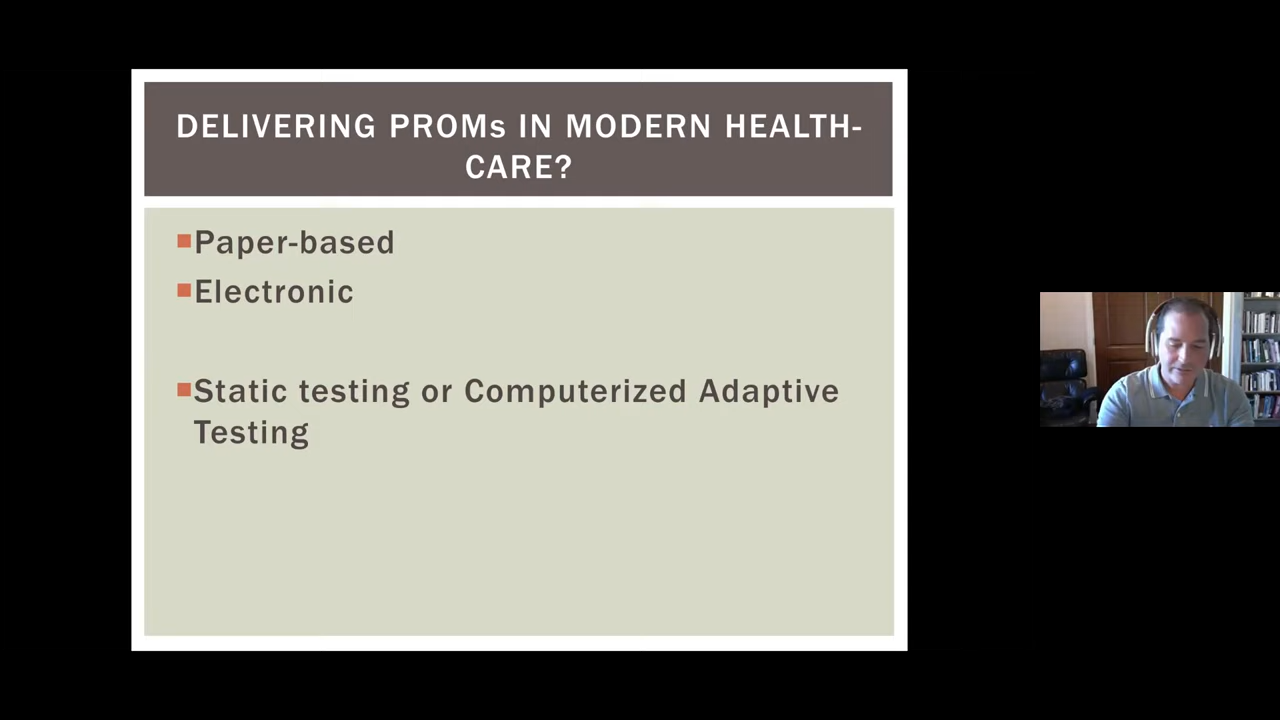 DELIVERING PROMs IN MODERN HEALTH-
CARE?
Paper-based
Electronic
Static testing or Computerized Adaptive
Testing